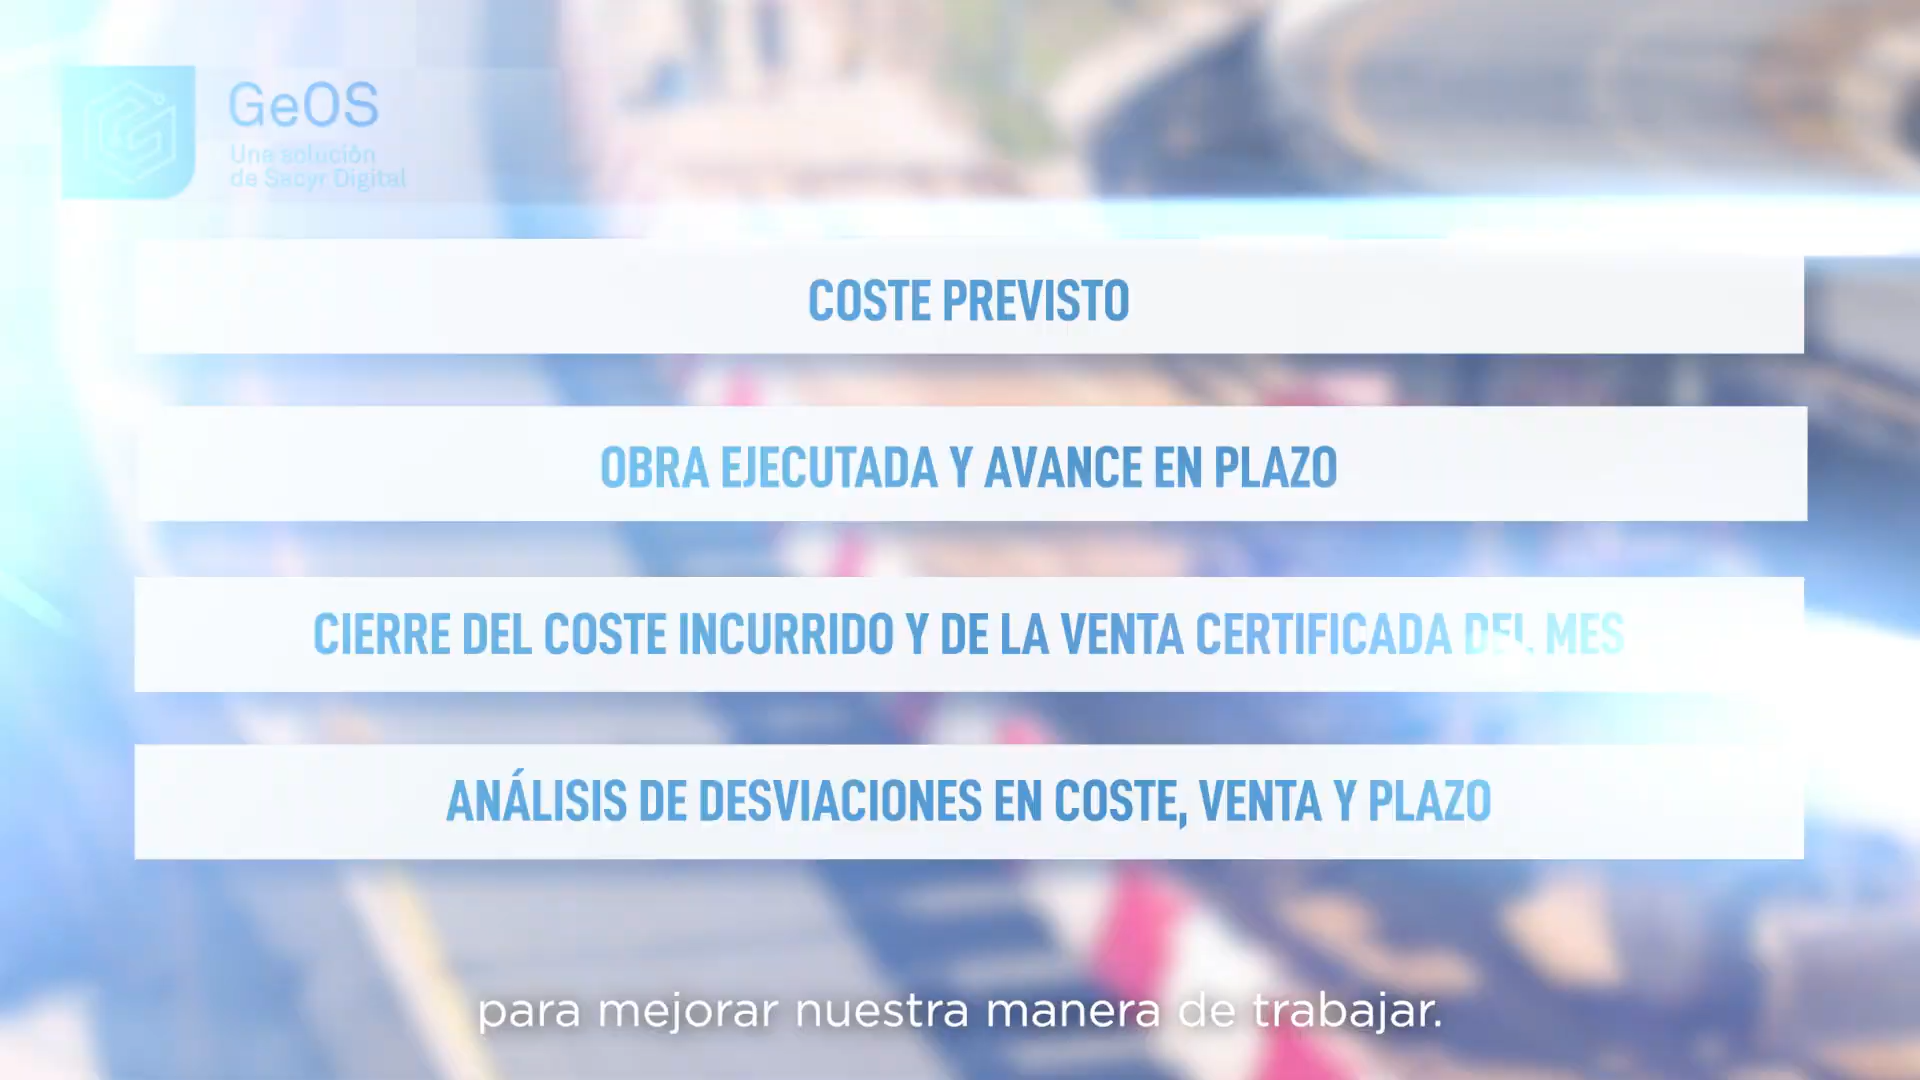 GeOS
Una solución
de Sacyr Digital
COSTE PREVISTO
OBRA EJECUTADA Y AVANCE EN PLAZO
CIERRE DEL COSTE INCURRIDO Y DE LA VENTA CERTIFICADA DEL MES
ANÁLISIS DE DESVIACIONES EN COSTE, VENTA Y PLAZO
para mejorar nuestra manera de trabajar.